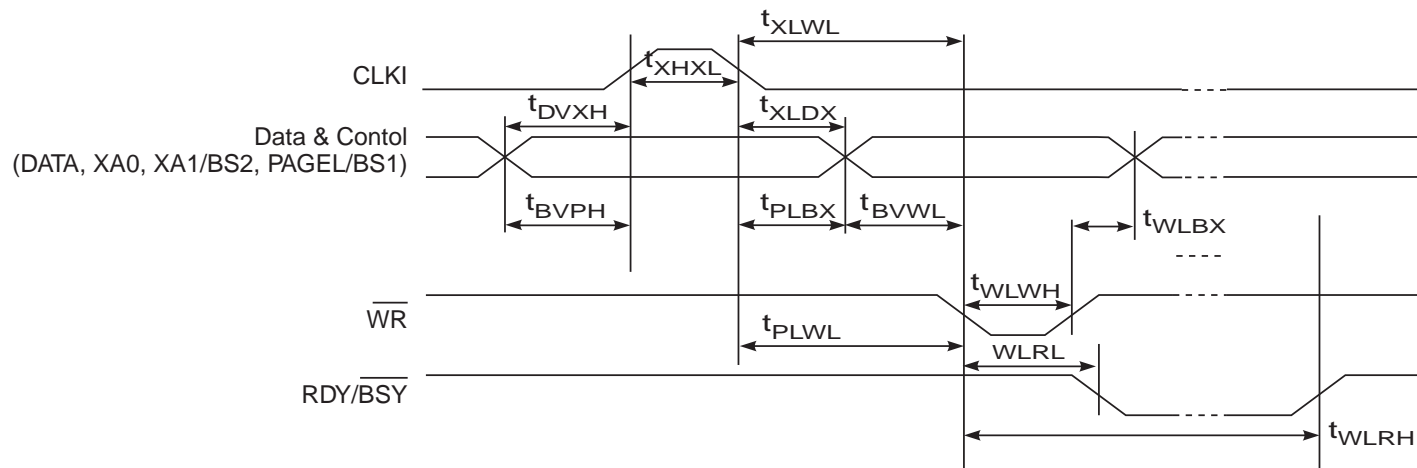 tXLWL
CLKI
tXHXL
tDVXH
tXLDX
Data & Contol
(DATA, XA0, XA1/BS2, PAGEL/BS1)
tBVPH
tPLBX
tBVWL
tWLBX
tWLWH
WR
tPLWL
WLRL
RDY/BSY
tWLRH